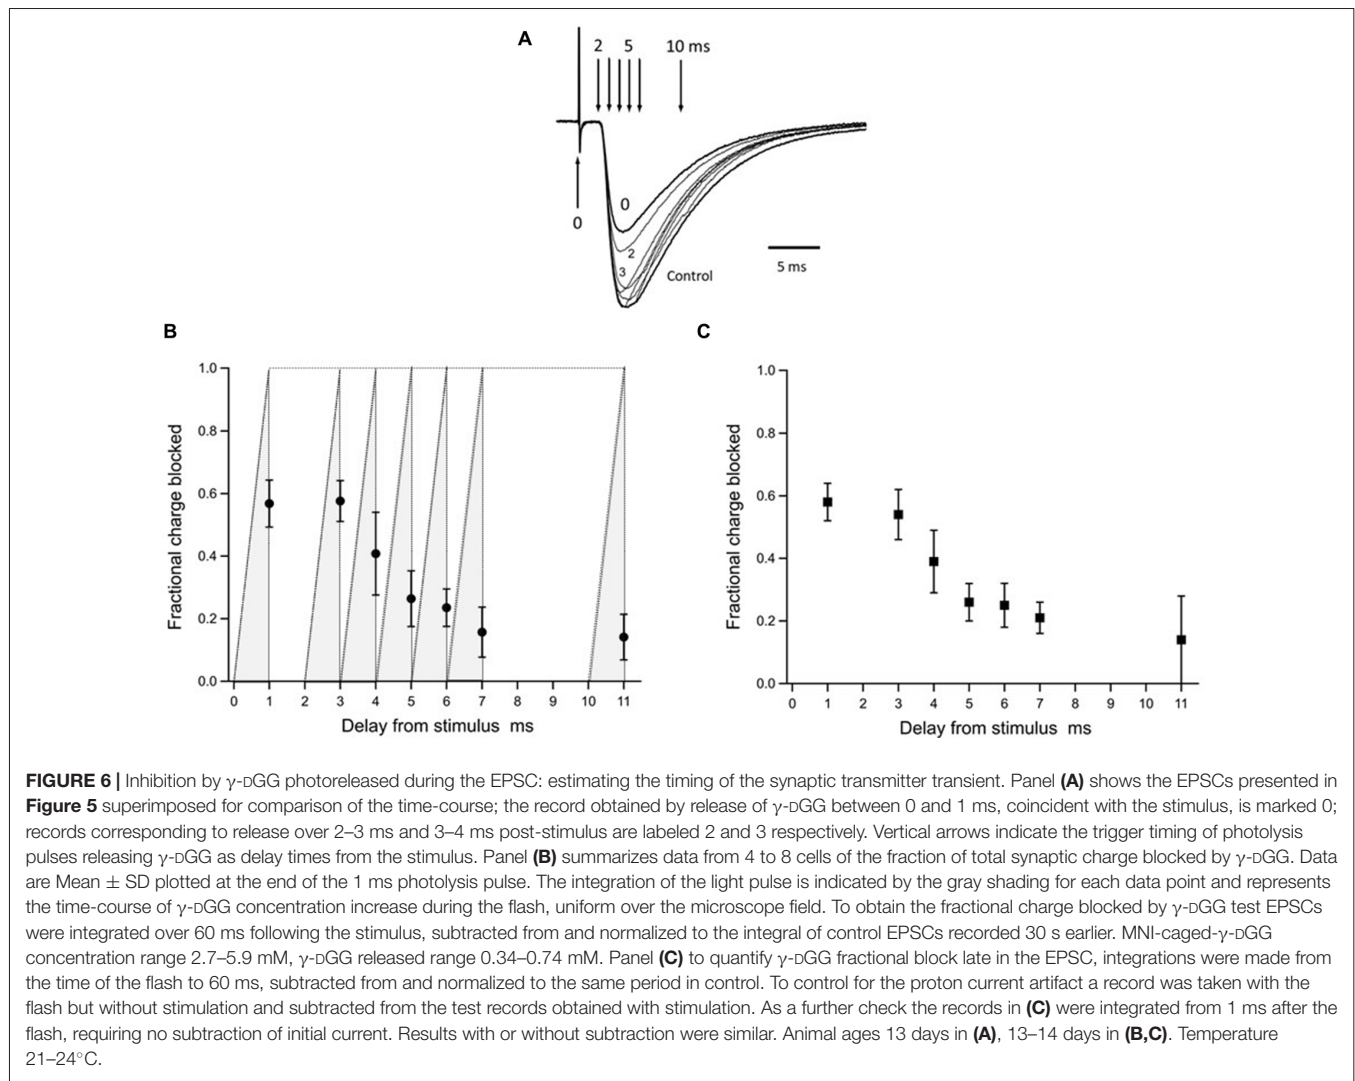 A
2 5 10 ms
0
0
2
3
Control
5 ms
B
C
1.0
0.8
0.6
0.4
0.2
0.0
Fractional charge blocked
0 1 2 3 4 5 6 7 8 9 10 11
Delay from stimulus ms
1.0
0.8
0.6
0.4
0.2
0.0
Fractional charge blocked
0 1 2 3 4 5 6 7 8 9 10 11
Delay from stimulus ms
FIGURE 6 | Inhibition by γ-DGG photoreleased during the EPSC: estimating the timing of the synaptic transmitter transient. Panel (A) shows the EPSCs presented in
Figure 5 superimposed for comparison of the time-course; the record obtained by release of γ-DGG between 0 and 1 ms, coincident with the stimulus, is marked 0;
records corresponding to release over 2–3 ms and 3–4 ms post-stimulus are labeled 2 and 3 respectively. Vertical arrows indicate the trigger timing of photolysis
pulses releasing γ-DGG as delay times from the stimulus. Panel (B) summarizes data from 4 to 8 cells of the fraction of total synaptic charge blocked by γ-DGG. Data
are Mean ± SD plotted at the end of the 1 ms photolysis pulse. The integration of the light pulse is indicated by the gray shading for each data point and represents
the time-course of γ-DGG concentration increase during the flash, uniform over the microscope field. To obtain the fractional charge blocked by γ-DGG test EPSCs
were integrated over 60 ms following the stimulus, subtracted from and normalized to the integral of control EPSCs recorded 30 s earlier. MNI-caged-γ-DGG
concentration range 2.7–5.9 mM, γ-DGG released range 0.34–0.74 mM. Panel (C) to quantify γ-DGG fractional block late in the EPSC, integrations were made from
the time of the flash to 60 ms, subtracted from and normalized to the same period in control. To control for the proton current artifact a record was taken with the
flash but without stimulation and subtracted from the test records obtained with stimulation. As a further check the records in (C) were integrated from 1 ms after the
flash, requiring no subtraction of initial current. Results with or without subtraction were similar. Animal ages 13 days in (A), 13–14 days in (B,C). Temperature
21–24°C.